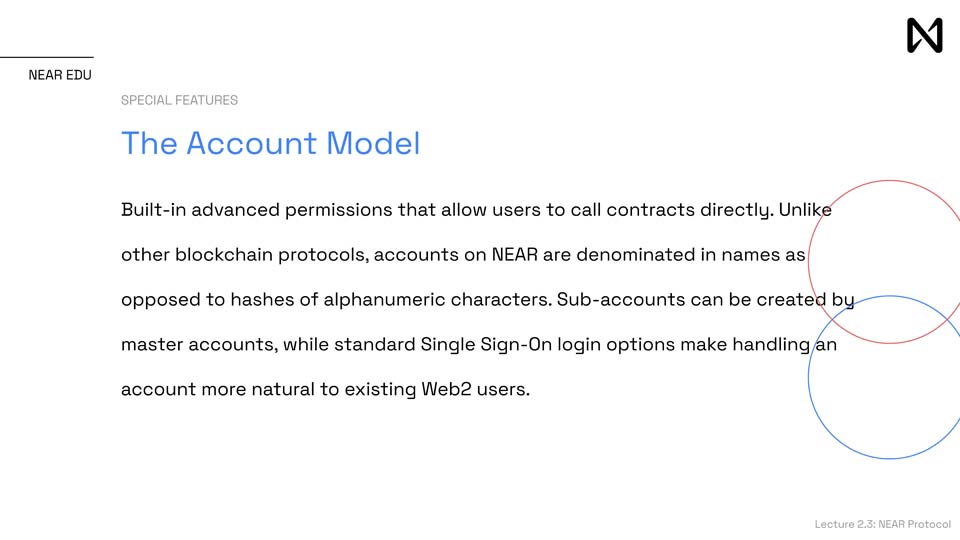 NEAR EDU
SPECIAL FEATURES
The Account Model
Built-in advanced permissions that allow users to call contracts directly. Unlike
other blockchain protocols, accounts on NEAR are denominated in names as
opposed to hashes of alphanumeric characters. Sub-accounts can be created by
master accounts, while standard Single Sign-On login options make handling an
account more natural to existing Web2 users.
Lecture 2.3: NEAR Protocol